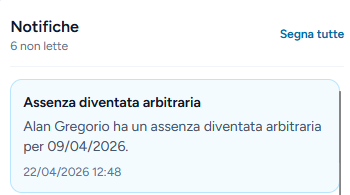 Notifiche
Segna tutte
6 non lette
Assenza diventata arbitraria
Alan Gregorio ha un assenza diventata arbitraria
per 09/04/2026.
22/04/2026 12:48